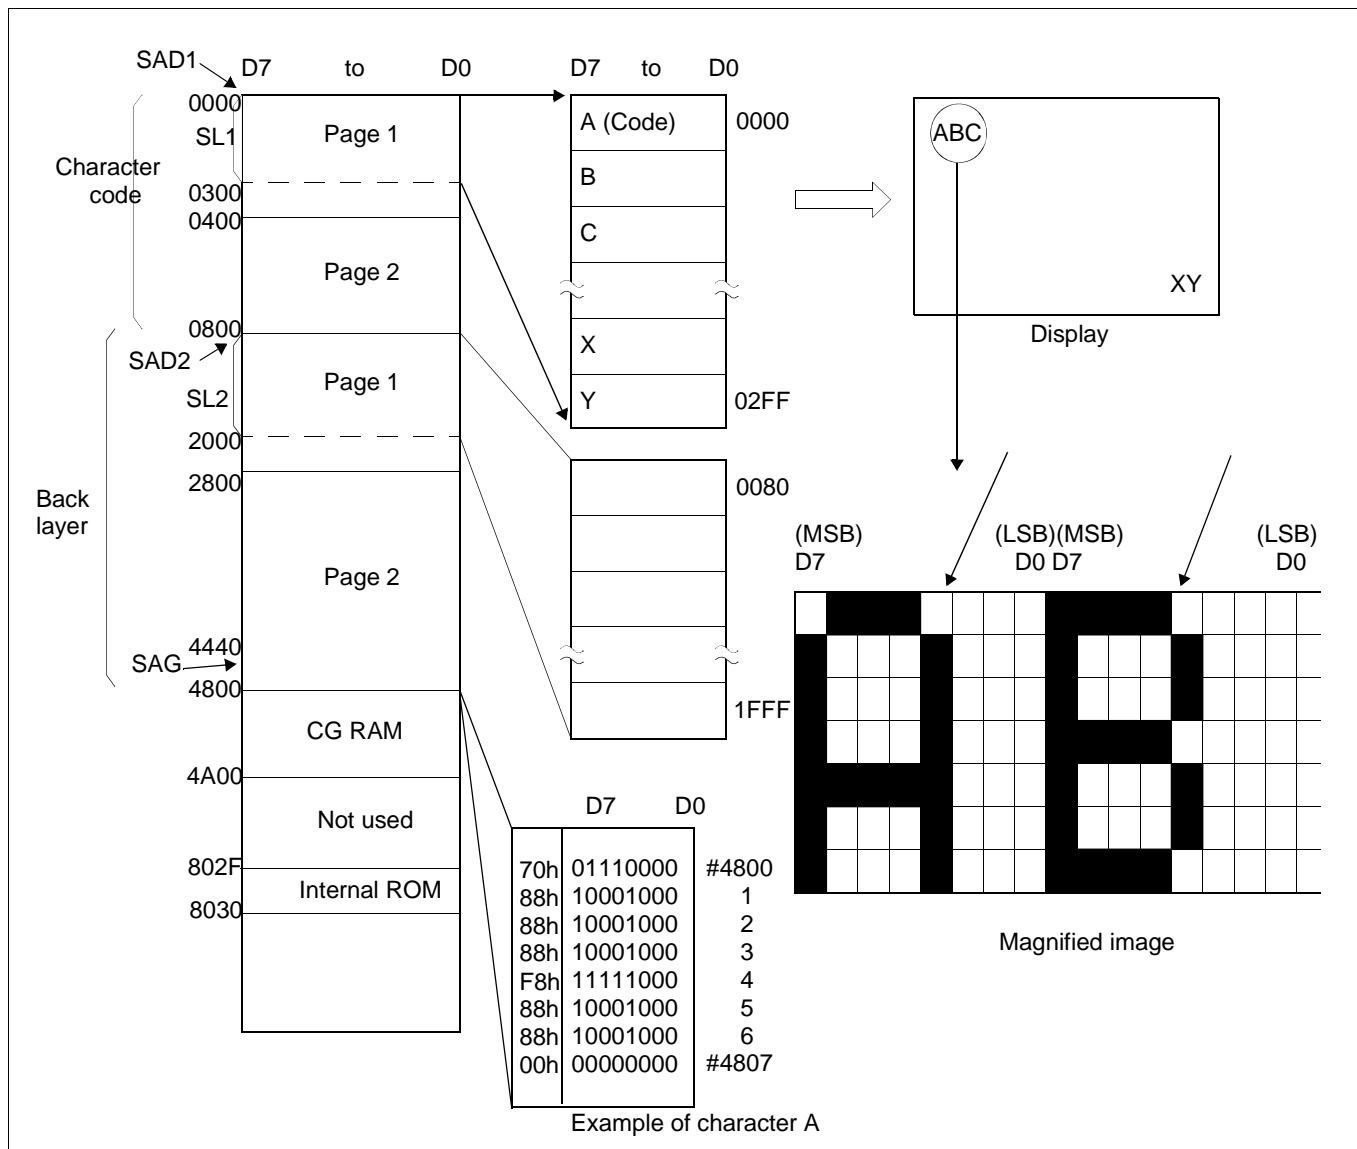 SAD1
D7 to D0
D7 to D0
0000
SL1
Page 1
Character
code
0300
0400
Page 2
0800
SAD2
Page 1
SL2
2000
2800
Back
layer
Page 2
4440
SAG
4800
CG RAM
4A00
Not used
802F
Internal ROM
8030
A (Code)
0000
B
C
X
Y
02FF
0080
1FFF
ABC
XY
Display
(MSB)
D7
(LSB)(MSB)
D0 D7
(LSB)
D0
Magnified image
D7 D0
70h 01110000 #4800
88h 10001000 1
88h 10001000 2
88h 10001000 3
F8h 11111000 4
88h 10001000 5
88h 10001000 6
00h 00000000 #4807
Example of character A